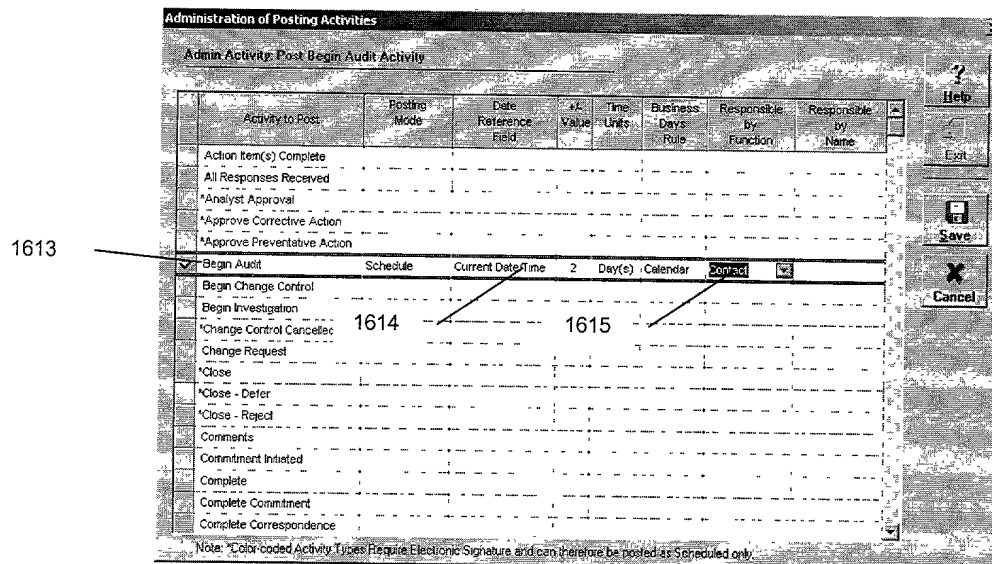 Administration of Posting Activities
Admin Activity: Post Begin Audit Activity
Activity to Post
Posting Mode
Date Reference Field
+/- Value
Time Units
Business Days Rule
Responsible by Function
Responsible by Name
Help
Exit
Save
Cancel
Action Item(s) Complete
All Responses Received
*Analyst Approval
*Approve Corrective Action
*Approve Preventative Action
1613
Begin Audit Schedule Current Date/Time 2 Day(s) Calendar Contact
Begin Change Control
Begin Investigation
1614 1615
*Change Control Cancelled
Change Request
*Close
*Close - Defer
*Close - Reject
Comments
Commitment Initiated
Complete
Complete Commitment
Complete Correspondence
Note: *Color-coded Activity Types Require Electronic Signature and can therefore be posted as Scheduled only.